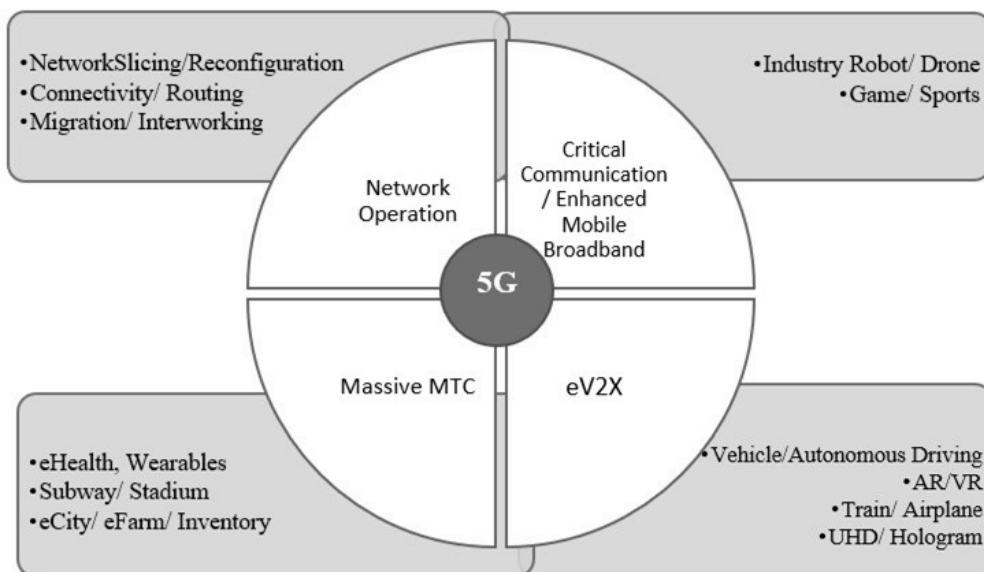 •NetworkSlicing/Reconfiguration
•Connectivity/ Routing
•Migration/ Interworking
•Industry Robot/ Drone
•Game/ Sports
Network
Operation
Critical
Communication
/ Enhanced
Mobile
Broadband
5G
Massive MTC
eV2X
•eHealth, Wearables
•Subway/ Stadium
•eCity/ eFarm/ Inventory
•Vehicle/Autonomous Driving
•AR/VR
•Train/ Airplane
•UHD/ Hologram